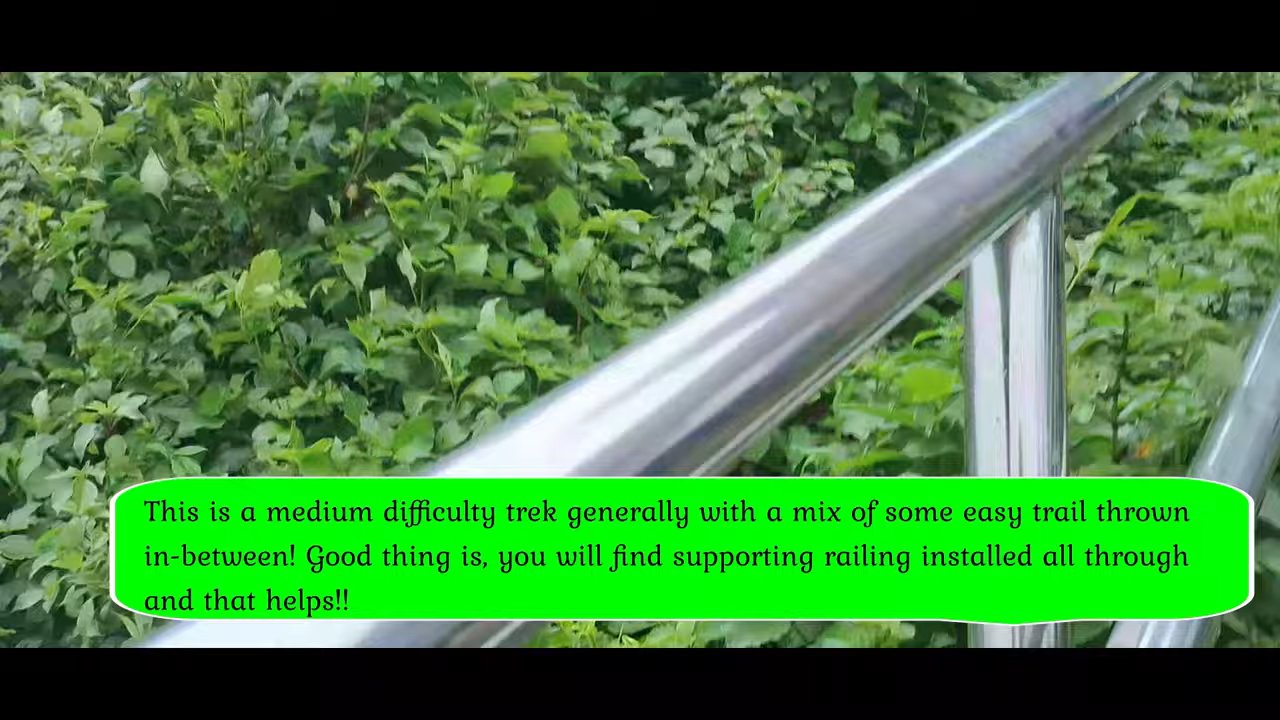 This is a medium difficulty trek generally with a mix of some easy trail thrown
in-between! Good thing is, you will find supporting railing installed all through
and that helps!!